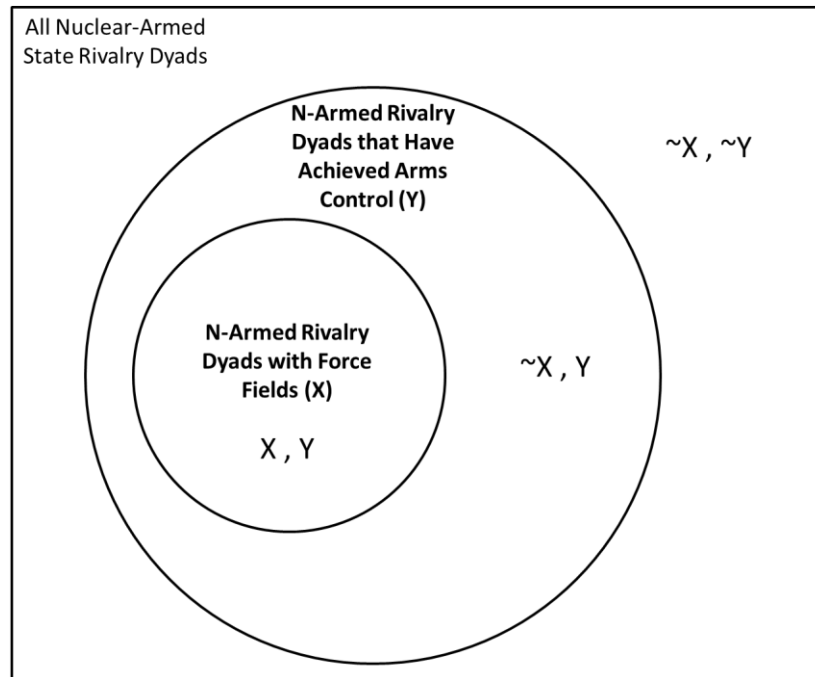 All Nuclear-Armed
State Rivalry Dyads
N-Armed Rivalry
Dyads that Have
Achieved Arms
Control (Y)
~X , ~Y
N-Armed Rivalry
Dyads with Force
Fields (X)
~X , Y
X , Y